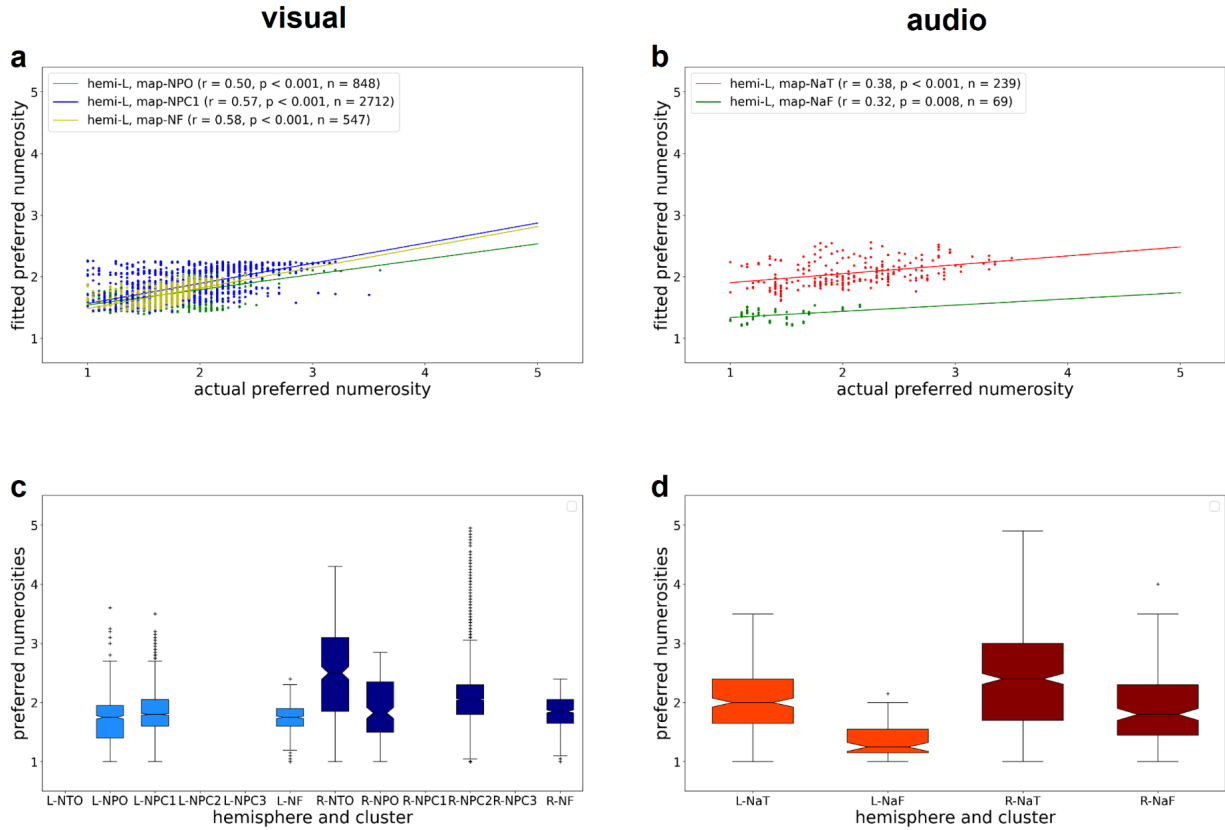 visual
audio
a
hemi-L, map-NPO (r = 0.50, p < 0.001, n = 848)
hemi-L, map-NPC1 (r = 0.57, p < 0.001, n = 2712)
hemi-L, map-NF (r = 0.58, p < 0.001, n = 547)
fitted preferred numerosity
5
4
3
2
1
1 2 3 4 5
actual preferred numerosity
b
hemi-L, map-NaT (r = 0.38, p < 0.001, n = 239)
hemi-L, map-NaF (r = 0.32, p = 0.008, n = 69)
fitted preferred numerosity
5
4
3
2
1
1 2 3 4 5
actual preferred numerosity
c
preferred numerosities
5
4
3
2
1
L-NTO L-NPO L-NPC1 L-NPC2 L-NPC3 L-NF R-NTO R-NPO R-NPC1 R-NPC2 R-NPC3 R-NF
hemisphere and cluster
d
preferred numerosities
5
4
3
2
1
L-NaT L-NaF R-NaT R-NaF
hemisphere and cluster